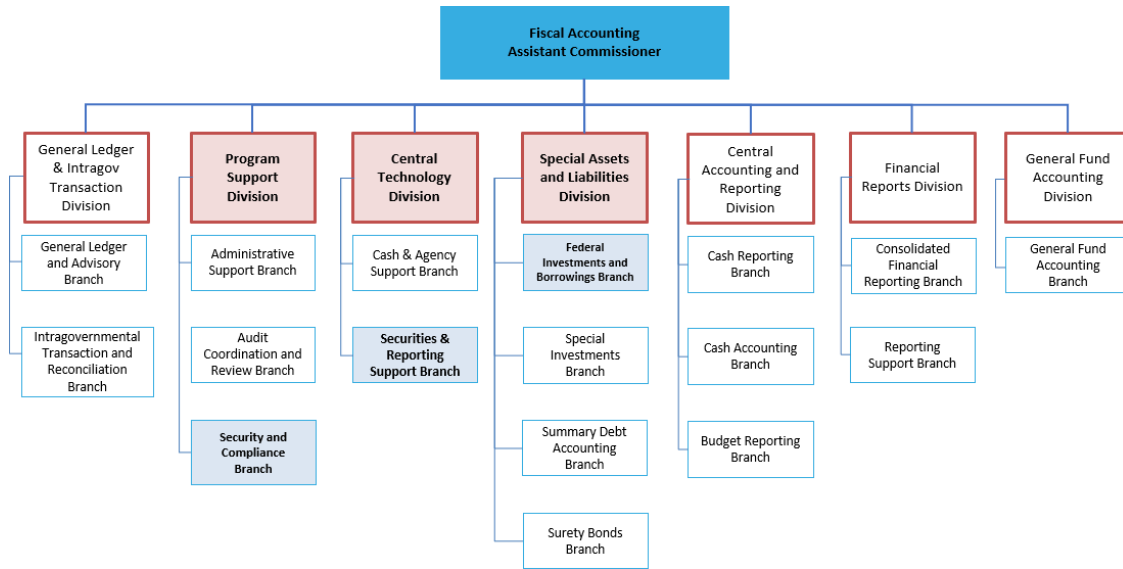 Fiscal Accounting
Assistant Commissioner
General Ledger
& Intragov
Transaction
Division
Program
Support
Division
Central
Technology
Division
Special Assets
and Liabilities
Division
Central
Accounting and
Reporting
Division
Financial
Reports Division
General Fund
Accounting
Division
General Ledger
and Advisory
Branch
Administrative
Support Branch
Cash & Agency
Support Branch
Federal
Investments and
Borrowings Branch
Cash Reporting
Branch
Consolidated
Financial
Reporting Branch
General Fund
Accounting
Branch
Intragovernmental
Transaction and
Reconciliation
Branch
Audit
Coordination and
Review Branch
Securities &
Reporting
Support Branch
Special
Investments
Branch
Cash Accounting
Branch
Reporting
Support Branch
Security and
Compliance
Branch
Summary Debt
Accounting
Branch
Budget Reporting
Branch
Surety Bonds
Branch